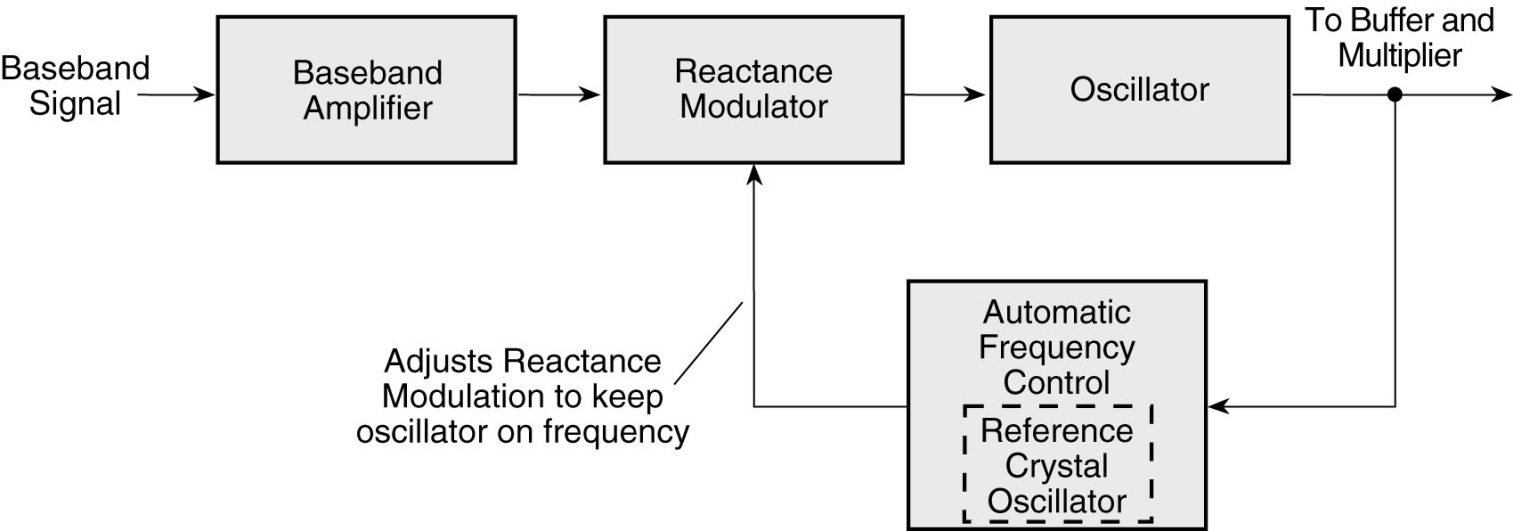 Baseband
Signal
Baseband
Amplifier
Reactance
Modulator
Oscillator
To Buffer and
Multiplier
Adjusts Reactance
Modulation to keep
oscillator on frequency
Automatic
Frequency
Control
Reference
Crystal
Oscillator